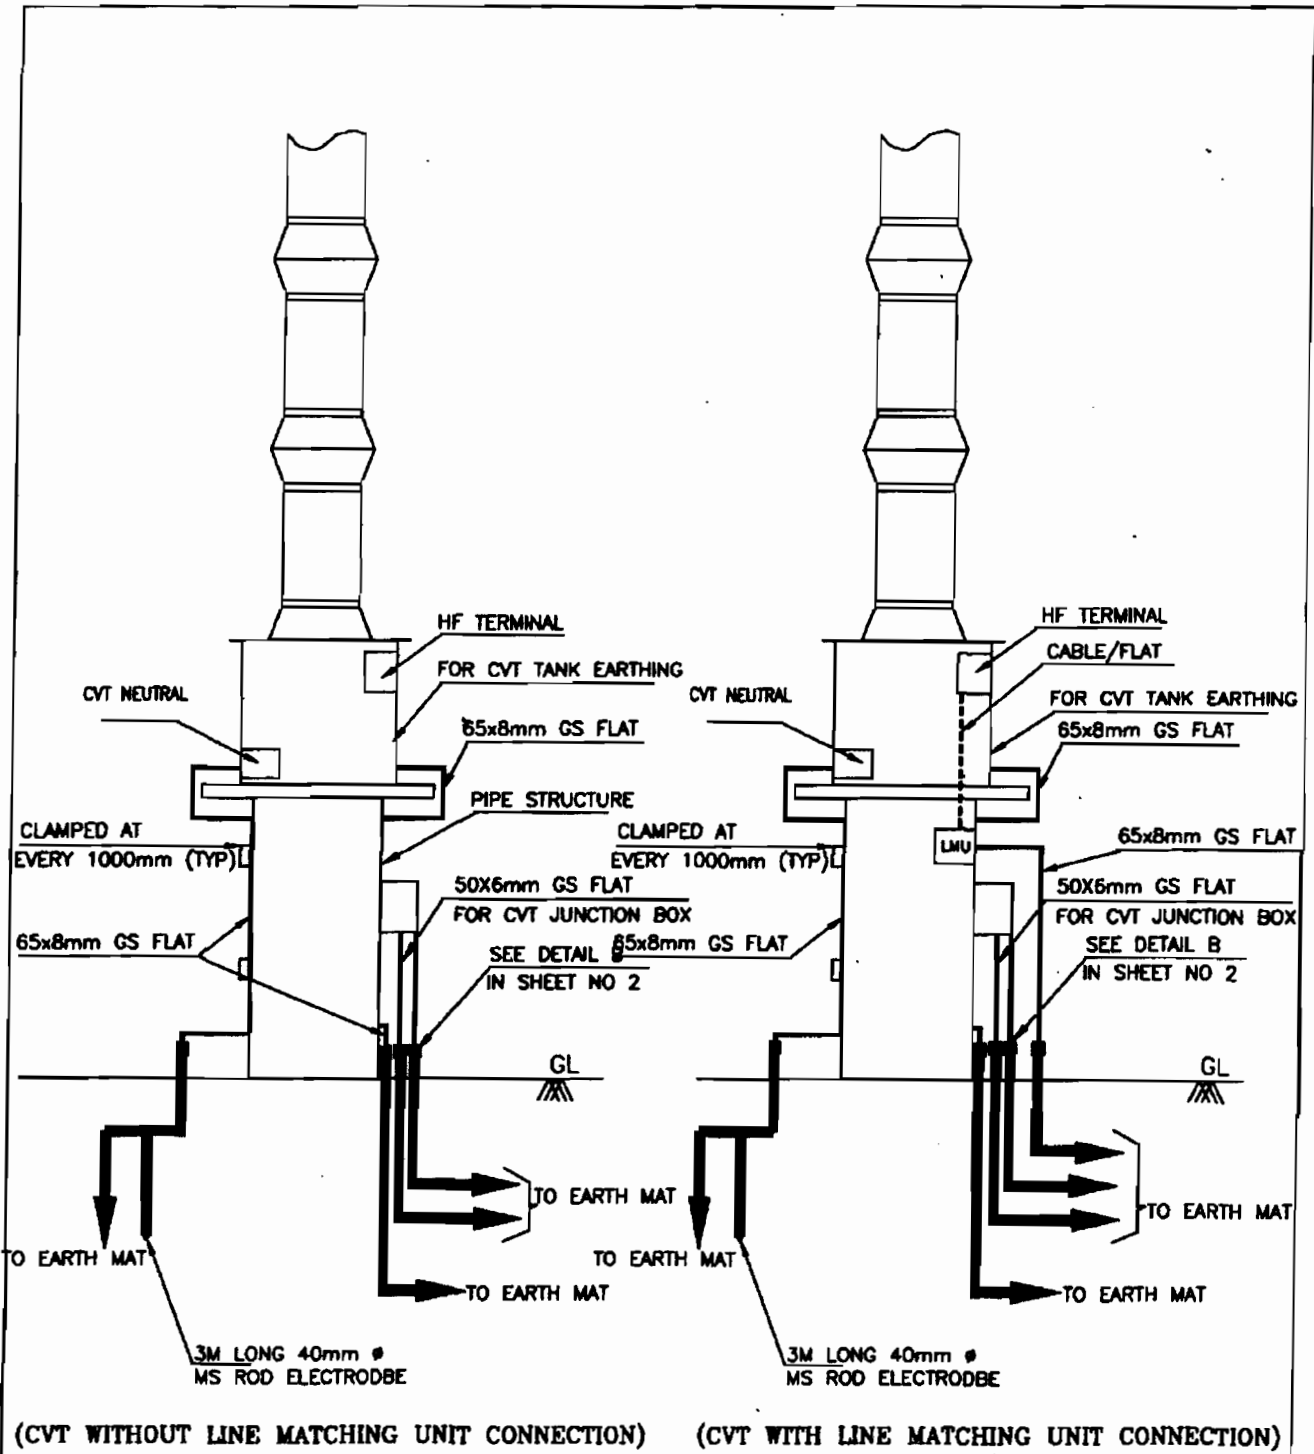 HF TERMINAL
FOR CVT TANK EARTHING
CVT NEUTRAL
65x8mm GS FLAT
PIPE STRUCTURE
CLAMPED AT
EVERY 1000mm (TYP)
50X6mm GS FLAT
FOR CVT JUNCTION BOX
65x8mm GS FLAT
SEE DETAIL
IN SHEET NO 2
GL
TO EARTH MAT
TO EARTH MAT
TO EARTH MAT
3M LONG 40mm ø
MS ROD ELECTRODBE
(CVT WITHOUT LINE MATCHING UNIT CONNECTION)
HF TERMINAL
CABLE/FLAT
CVT NEUTRAL
FOR CVT TANK EARTHING
65x8mm GS FLAT
CLAMPED AT
EVERY 1000mm (TYP)
LMU
65x8mm GS FLAT
50X6mm GS FLAT
FOR CVT JUNCTION BOX
65x8mm GS FLAT
SEE DETAIL B
IN SHEET NO 2
GL
TO EARTH MAT
TO EARTH MAT
TO EARTH MAT
3M LONG 40mm ø
MS ROD ELECTRODBE
(CVT WITH LINE MATCHING UNIT CONNECTION)